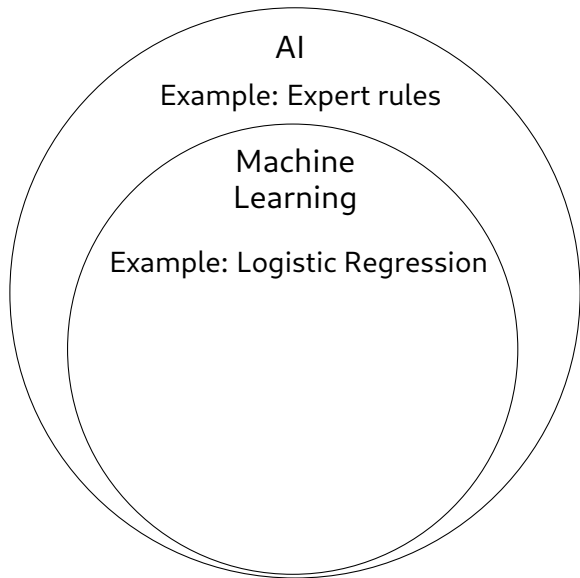 AI
Example: Expert rules
Machine
Learning
Example: Logistic Regression